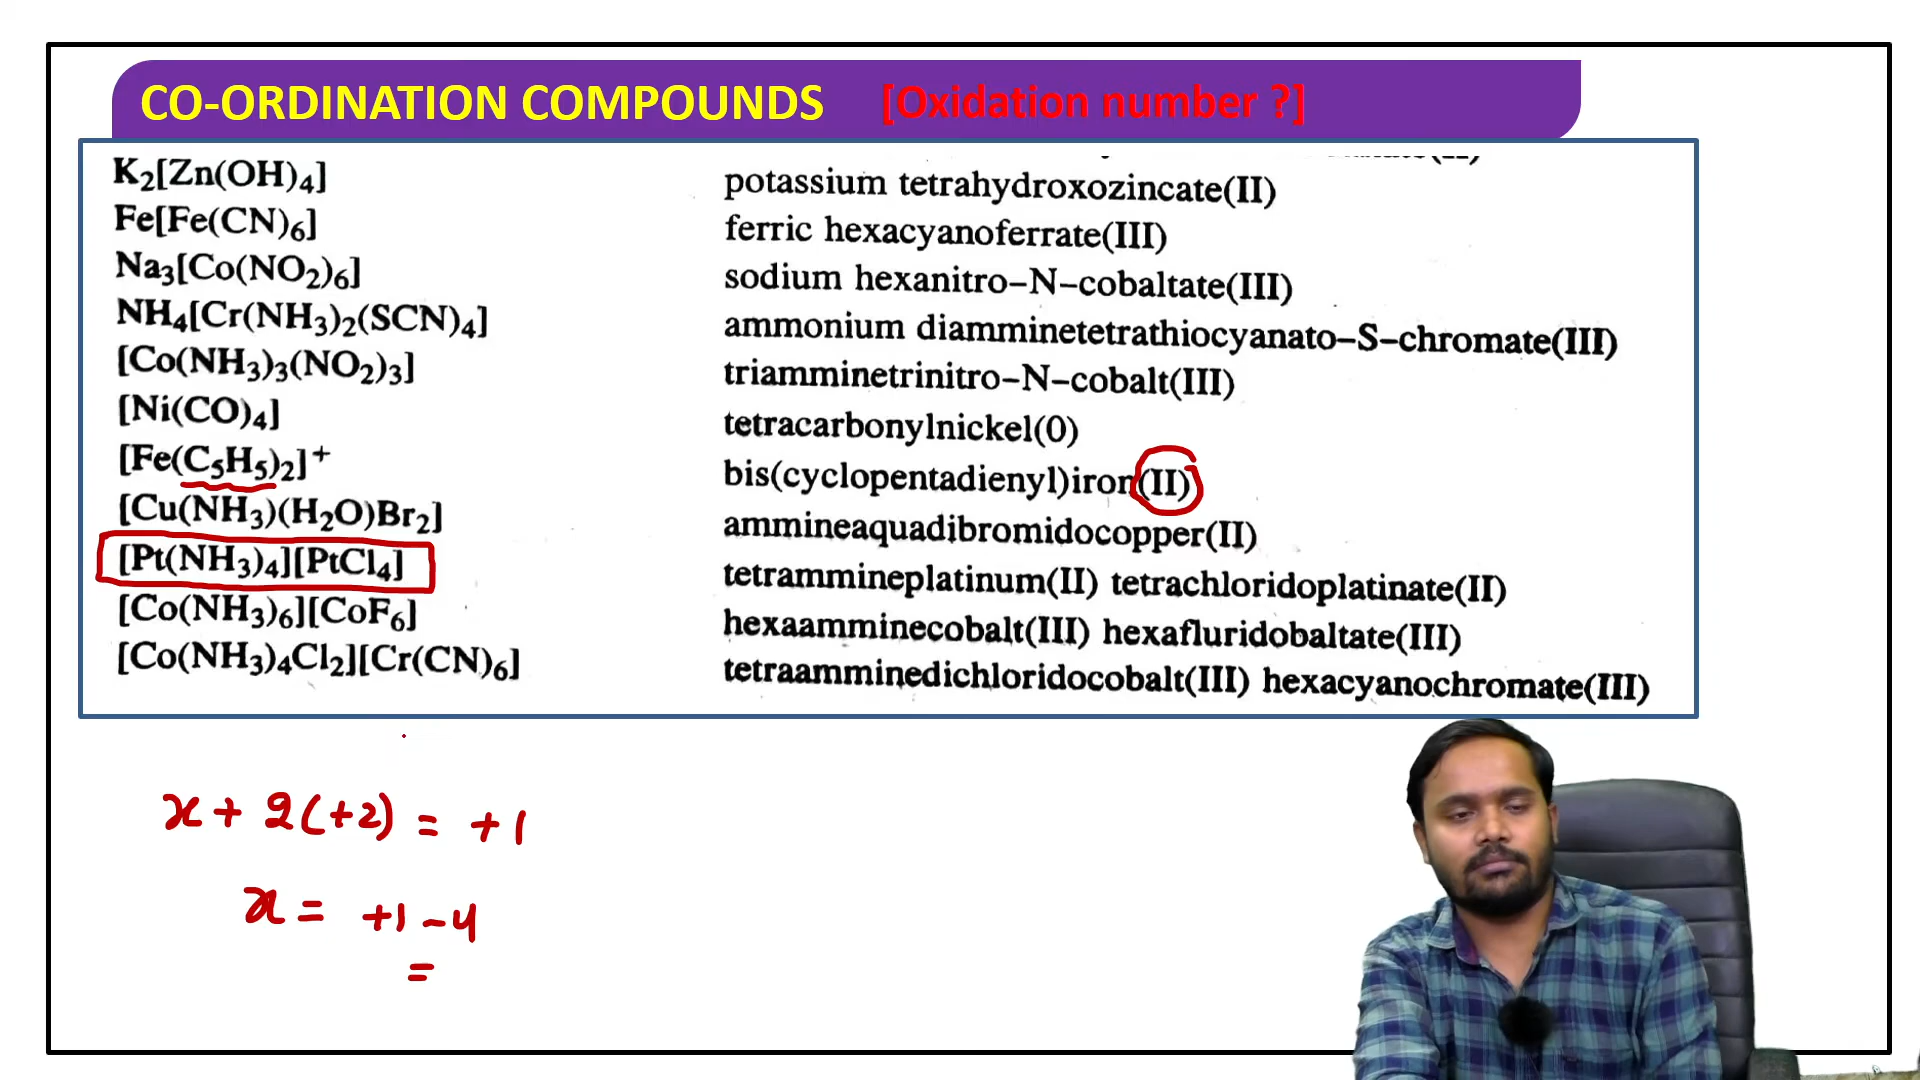 CO-ORDINATION COMPOUNDS [Oxidation number ?]
K₂[Zn(OH)₄] potassium tetrahydroxozincate(II)
Fe[Fe(CN)₆] ferric hexacyanoferrate(III)
Na₃[Co(NO₂)₆] sodium hexanitro–N–cobaltate(III)
NH₄[Cr(NH₃)₂(SCN)₄] ammonium diamminetetrathiocyanato–S–chromate(III)
[Co(NH₃)₃(NO₂)₃] triamminetrinitro–N–cobalt(III)
[Ni(CO)₄] tetracarbonylnickel(0)
[Fe(C₅H₅)₂]⁺ bis(cyclopentadienyl)iron(II)
[Cu(NH₃)(H₂O)Br₂] ammineaquadibromidocopper(II)
[Pt(NH₃)₄][PtCl₄] tetrammineplatinum(II) tetrachloridoplatinate(II)
[Co(NH₃)₆][CoF₆] hexaamminecobalt(III) hexafluridobaltate(III)
[Co(NH₃)₄Cl₂][Cr(CN)₆] tetraamminedichloridocobalt(III) hexacyanochromate(III)
x + 2(+2) = +1
x = +1 - 4
=